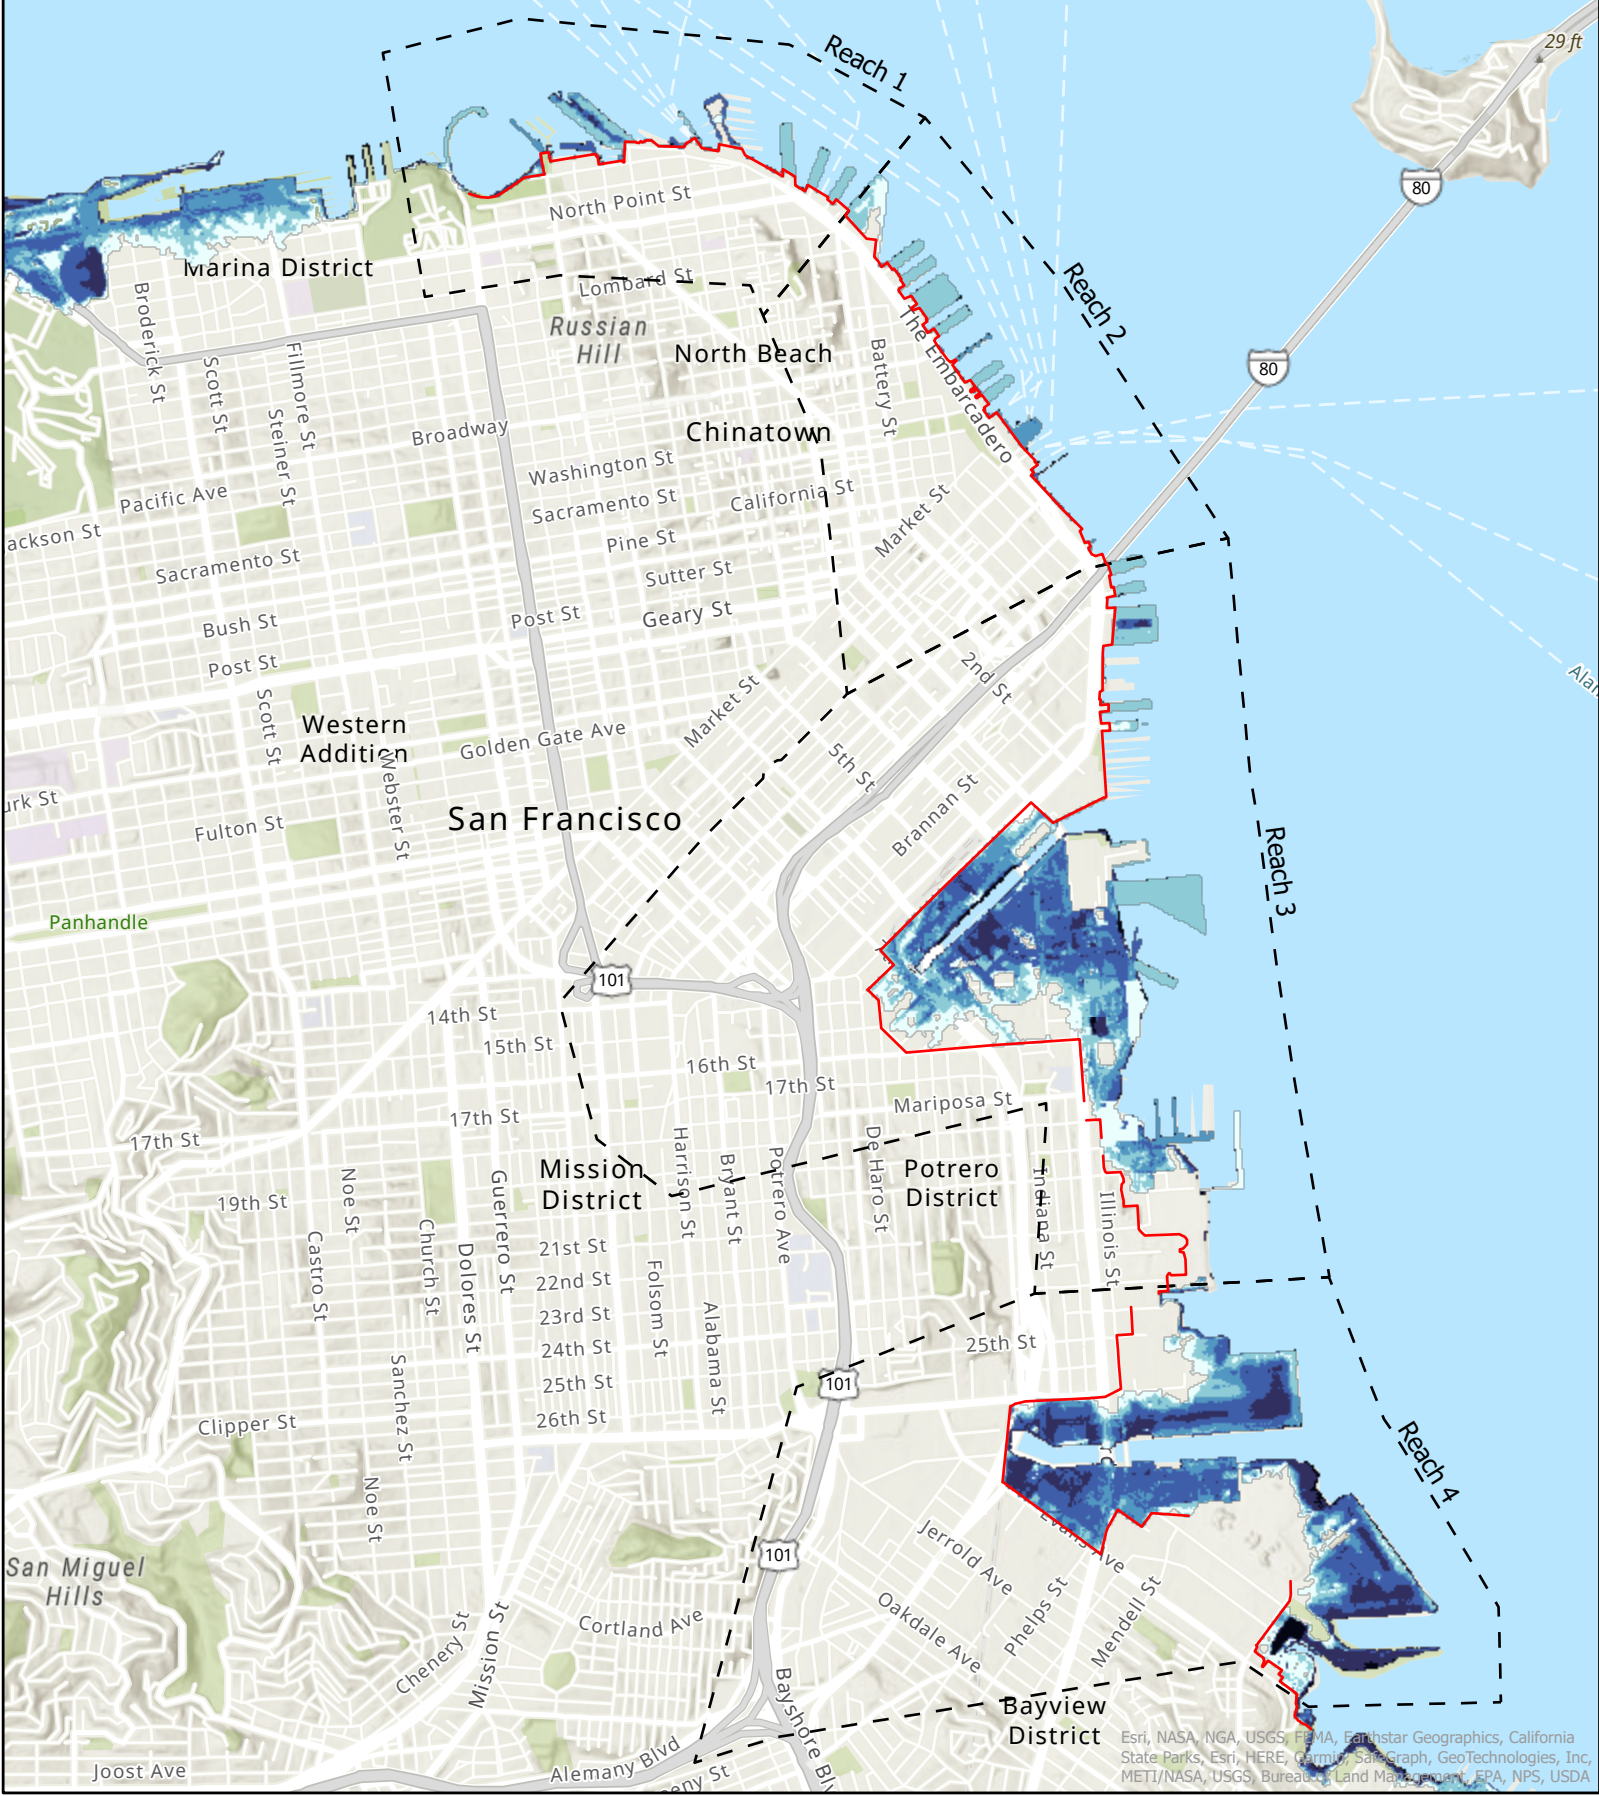 Reach 1
29 ft
80
North Point St
Marina District
Lombard St
Reach 2
Broderick St
Russian
Hill
North Beach
80
Scott St
Fillmore St
Steiner St
Battery St
The Embarcadero
Broadway
Chinatown
Washington St
Pacific Ave
Sacramento St
California St
Market St
ackson St
Pine St
Sacramento St
Sutter St
Bush St
Post St
Geary St
Post St
2nd St
Alan
Scott St
Market St
Western
Addition
Golden Gate Ave
Webster St
5th St
Brannan St
urk St
Fulton St
San Francisco
Reach 3
Panhandle
101
14th St
15th St
16th St
17th St
17th St
Mariposa St
17th St
Mission
District
Harrison St
Bryant St
Potrero Ave
De Haro St
Potrero
District
Indiana St
Illinois St
19th St
Noe St
Guerrero St
Castro St
Church St
Dolores St
21st St
22nd St
23rd St
24th St
25th St
26th St
Folsom St
Alabama St
25th St
101
Sanchez St
Clipper St
Reach 4
Noe St
Evans Ave
Jerrold Ave
101
San Miguel
Hills
Phelps St
Mendell St
Oakdale Ave
Cortland Ave
Chenery St
Mission St
Bayshore Blv
Bayview
District
Alemany Blvd
Joost Ave
eny St
Esri, NASA, NGA, USGS, FEMA, Earthstar Geographics, California
State Parks, Esri, HERE, Garmin, SafeGraph, GeoTechnologies, Inc,
METI/NASA, USGS, Bureau of Land Management, EPA, NPS, USDA